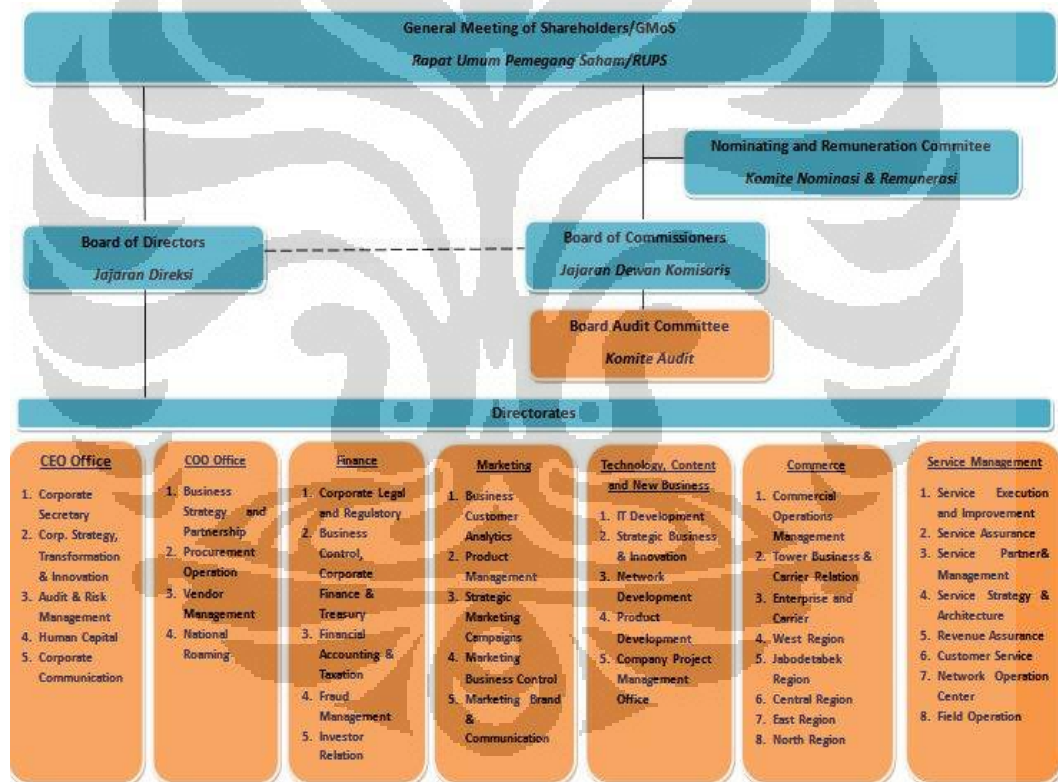 General Meeting of Shareholders/GMoS
Rapat Umum Pemegang Saham/RUPS
Nominating and Remuneration Commitee
Komite Nominasi & Remunerasi
Board of Directors
Jajaran Direksi
Board of Commissioners
Jajaran Dewan Komisaris
Board Audit Committee
Komite Audit
Directorates
CEO Office
1. Corporate
Secretary
2. Corp. Strategy,
Transformation
& Innovation
3. Audit & Risk
Management
4. Human Capital
5. Corporate
Communication
COO Office
1. Business
Strategy and
Partnership
2. Procurement
Operation
3. Vendor
Management
4. National
Roaming
Finance
1. Corporate Legal
and Regulatory
2. Business
Control,
Corporate
Finance &
Treasury
3. Financial
Accounting &
Taxation
4. Fraud
Management
5. Investor
Relation
Marketing
1. Business
Customer
Analytics
2. Product
Management
3. Strategic
Marketing
Campaigns
4. Marketing
Business Control
5. Marketing Brand
&
Communication
Technology, Content
and New Business
1. IT Development
2. Strategic Business
& Innovation
3. Network
Development
4. Product
Development
5. Company Project
Management
Office
Commerce
1. Commercial
Operations
Management
2. Tower Business &
Carrier Relation
3. Enterprise and
Carrier
4. West Region
5. Jabodetabek
Region
6. Central Region
7. East Region
8. North Region
Service Management
1. Service Execution
and Improvement
2. Service Assurance
3. Service Partner&
Management
4. Service Strategy &
Architecture
5. Revenue Assurance
6. Customer Service
7. Network Operation
Center
8. Field Operation